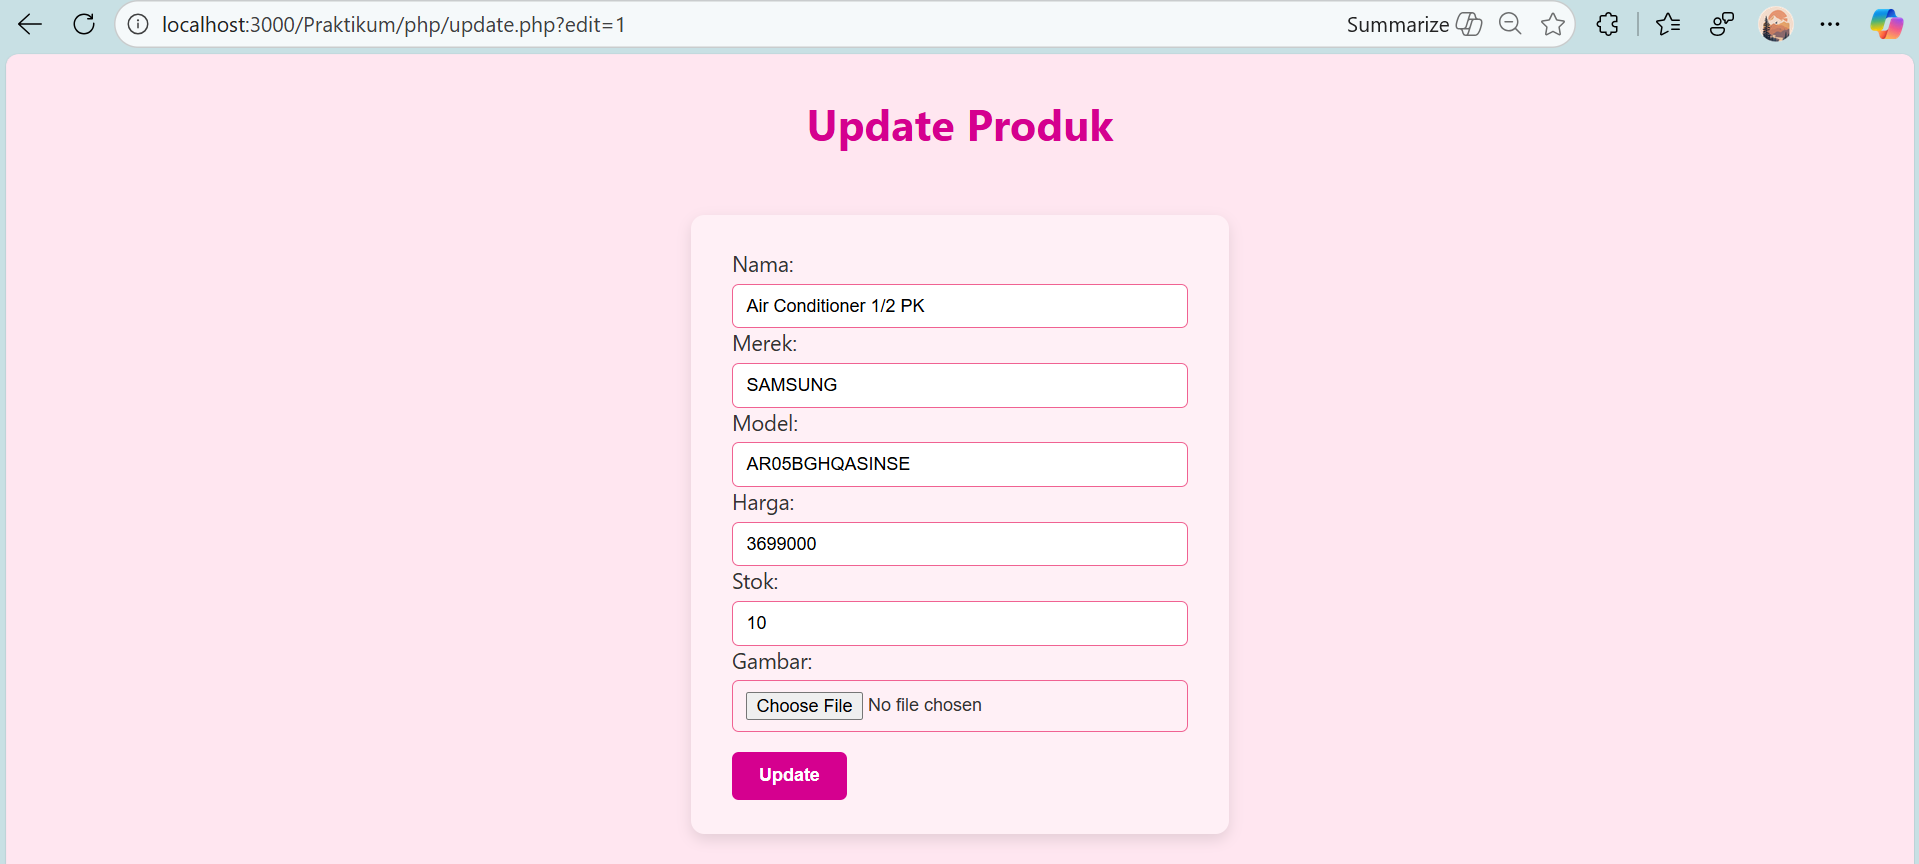 localhost:3000/Praktikum/php/update.php?edit=1
Summarize
Update Produk
Nama:
Air Conditioner 1/2 PK
Merek:
SAMSUNG
Model:
AR05BGHQASINSE
Harga:
3699000
Stok:
10
Gambar:
Choose File No file chosen
Update